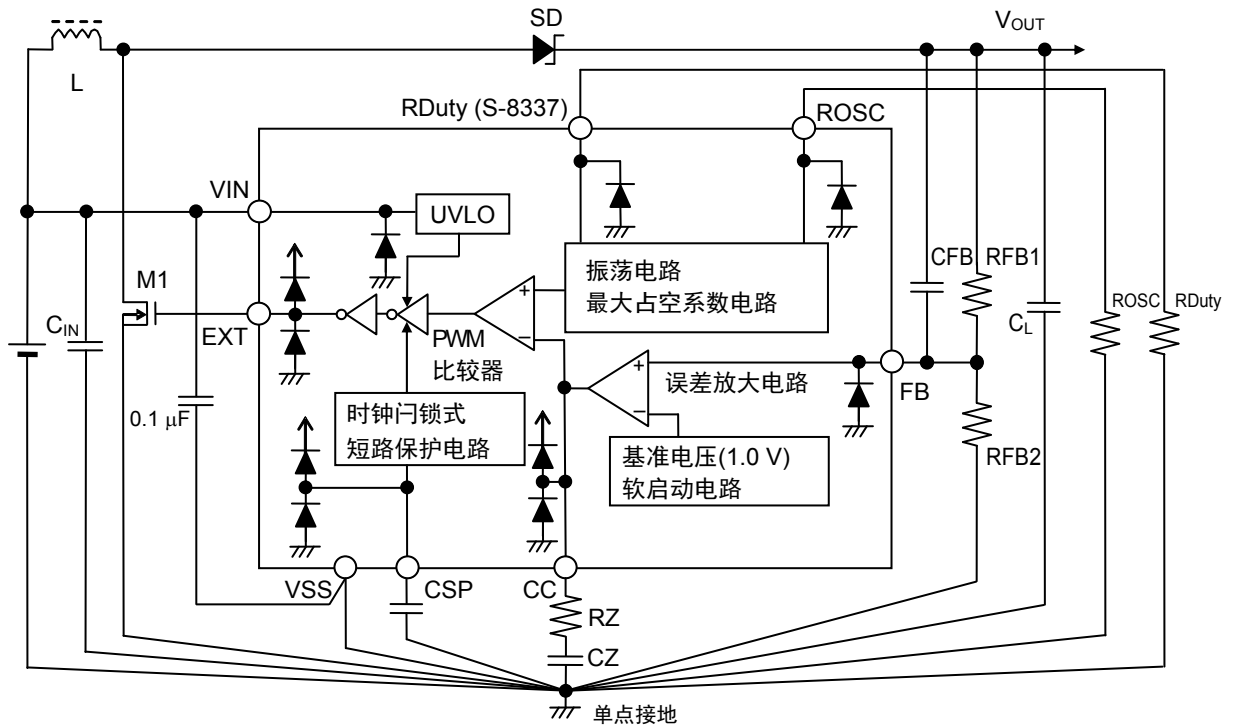 SD
V_OUT
L
RDuty (S-8337)
ROSC
VIN
UVLO
CFB
RFB1
M1
振荡电路
最大占空系数电路
ROSC
RDuty
C_IN
EXT
+
−
PWM
比较器
C_L
+
−
误差放大电路
FB
0.1 μF
时钟闩锁式
短路保护电路
基准电压(1.0 V)
软启动电路
RFB2
VSS
CSP
CC
RZ
CZ
单点接地